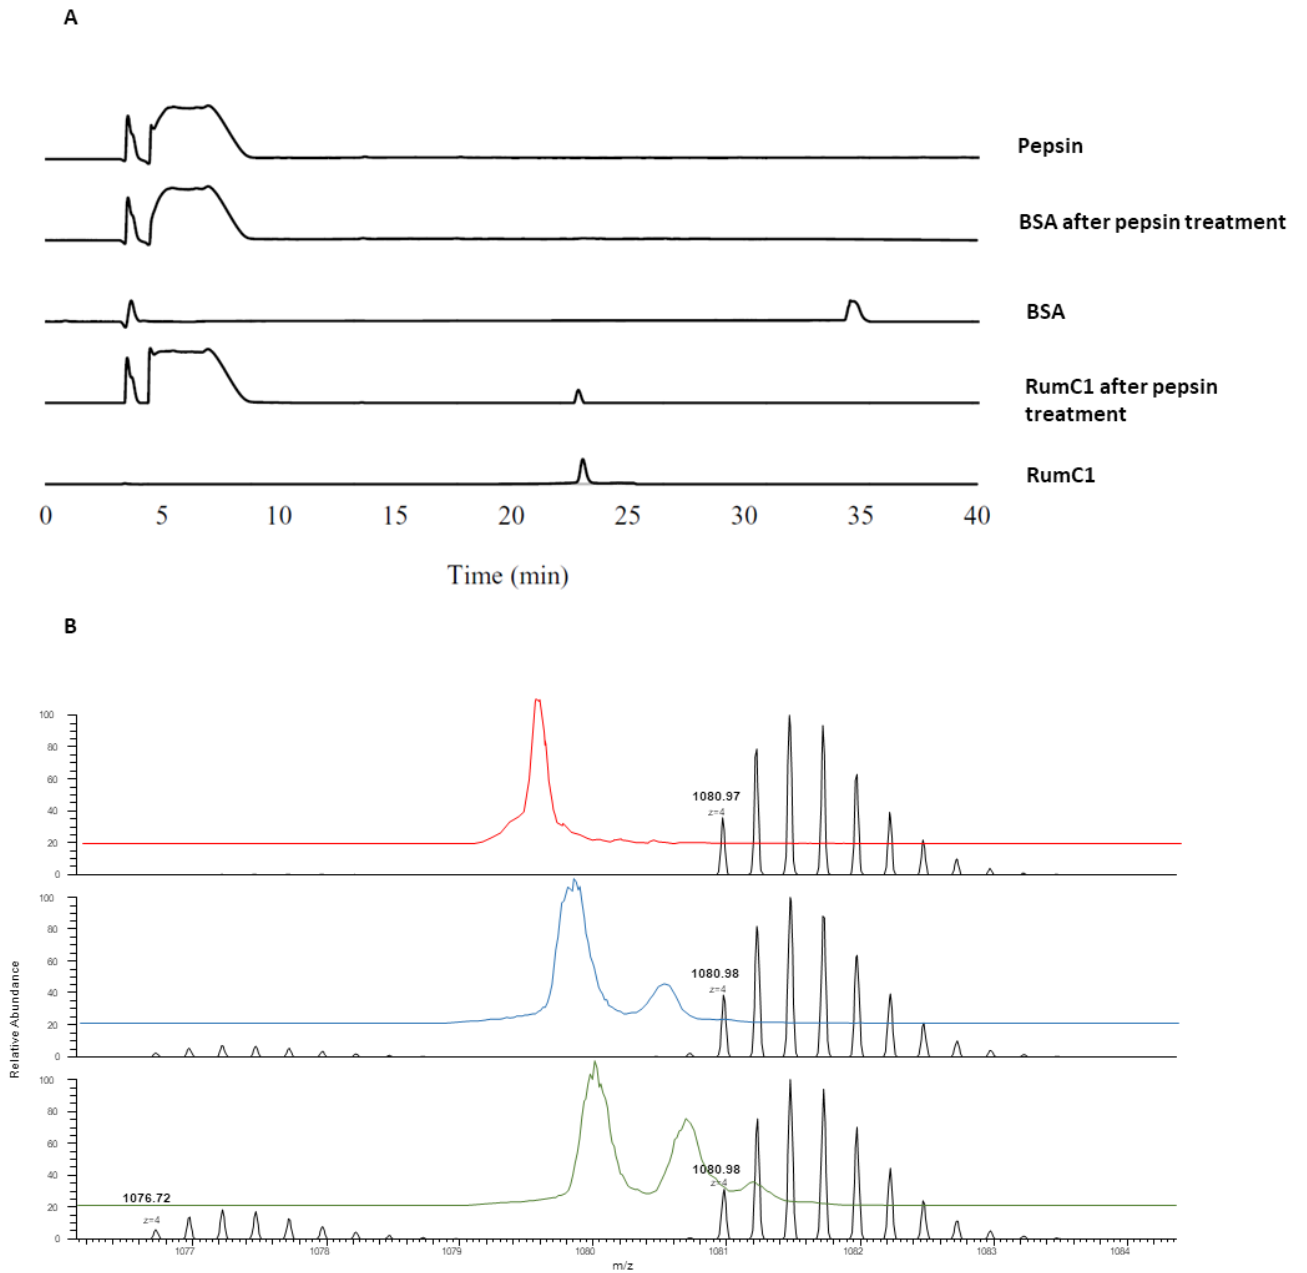 A
Pepsin
BSA after pepsin treatment
BSA
RumC1 after pepsin
treatment
RumC1
0 5 10 15 20 25 30 35 40
Time (min)
B
100
80
60
40
20
0
1080.97
z=4
100
80
60
40
20
0
1080.98
z=4
Relative Abundance
100
80
60
40
20
0
1076.72
z=4
1080.98
z=4
1077 1078 1079 1080 1081 1082 1083 1084
m/z